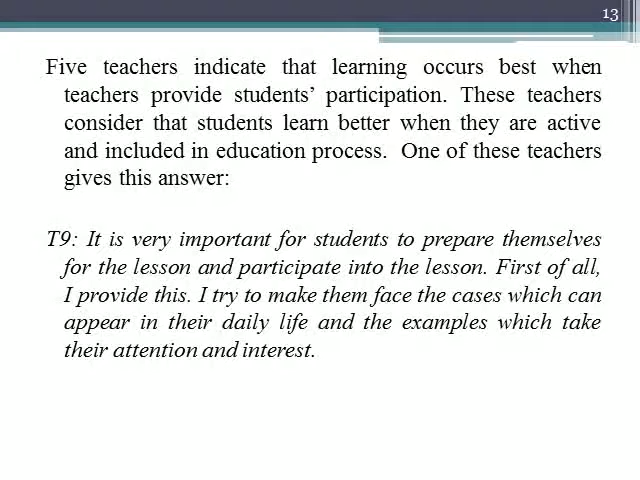 13
Five teachers indicate that learning occurs best when
teachers provide students’ participation. These teachers
consider that students learn better when they are active
and included in education process.  One of these teachers
gives this answer:
T9: It is very important for students to prepare themselves
for the lesson and participate into the lesson. First of all,
I provide this. I try to make them face the cases which can
appear in their daily life and the examples which take
their attention and interest.